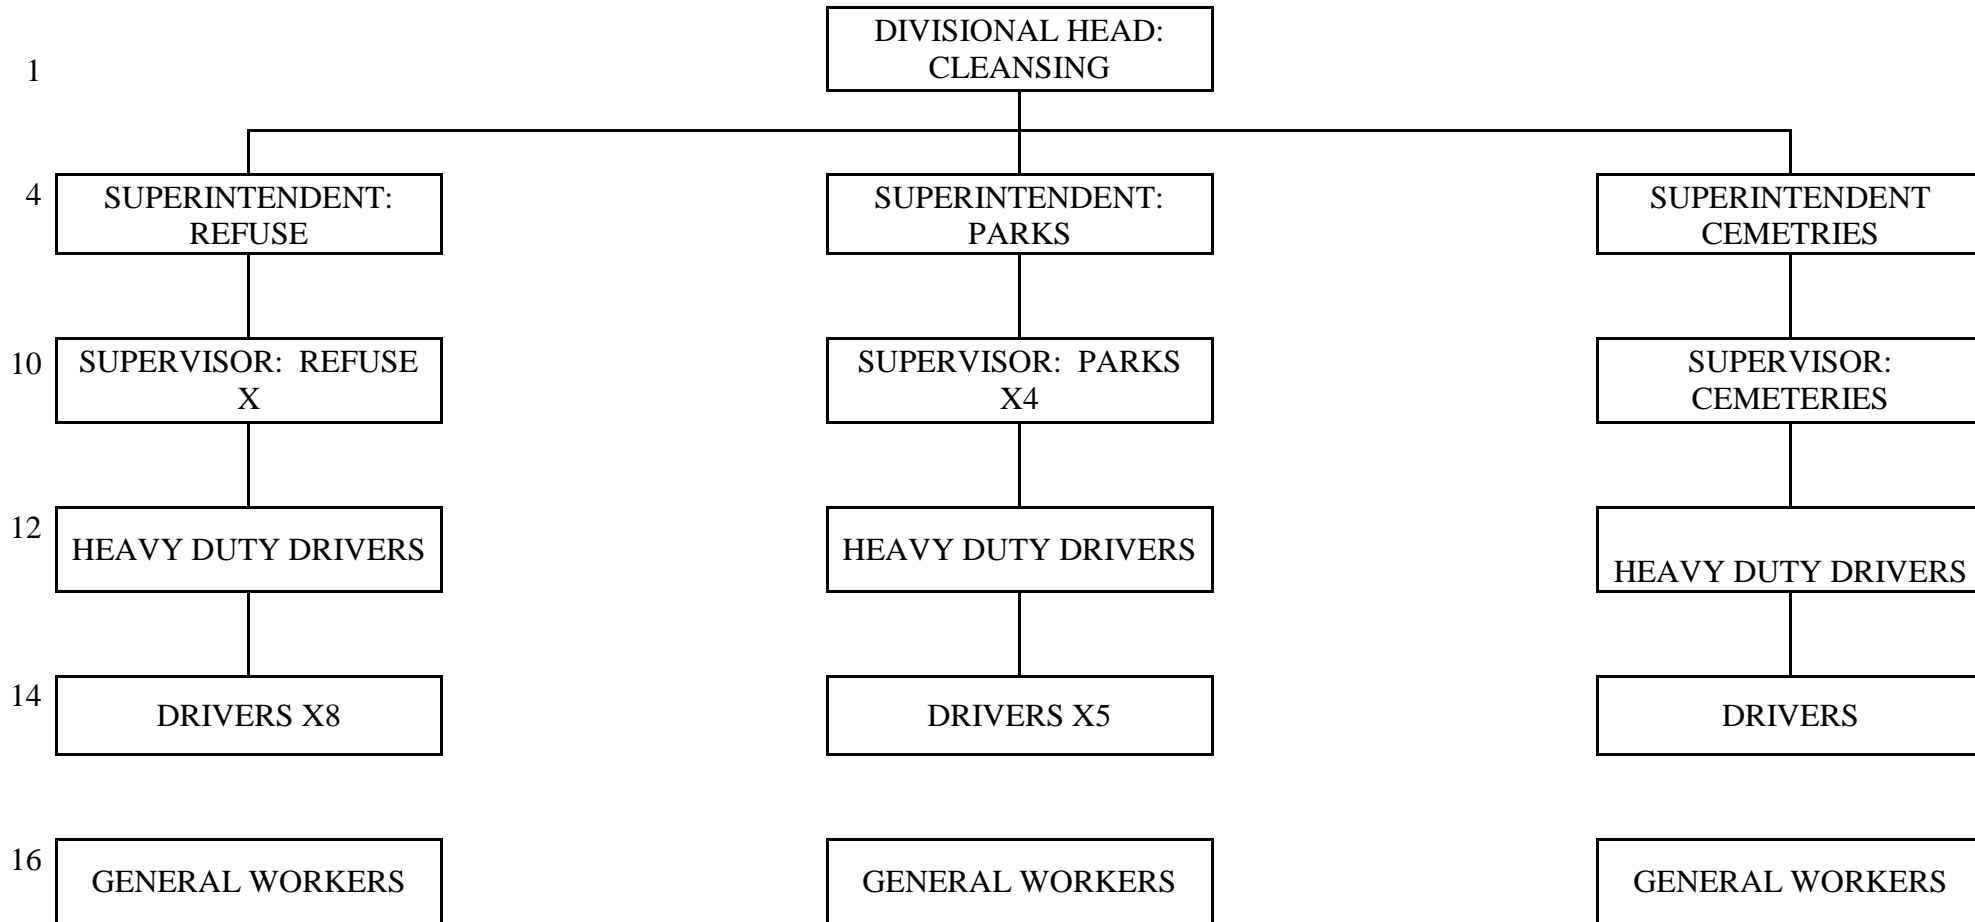 DIVISIONAL HEAD:
CLEANSING
1
4
SUPERINTENDENT:
REFUSE
SUPERINTENDENT:
PARKS
SUPERINTENDENT
CEMETRIES
10
SUPERVISOR:  REFUSE
X
SUPERVISOR:  PARKS
X4
SUPERVISOR:
CEMETERIES
12
HEAVY DUTY DRIVERS
HEAVY DUTY DRIVERS
HEAVY DUTY DRIVERS
14
DRIVERS X8
DRIVERS X5
DRIVERS
16
GENERAL WORKERS
GENERAL WORKERS
GENERAL WORKERS